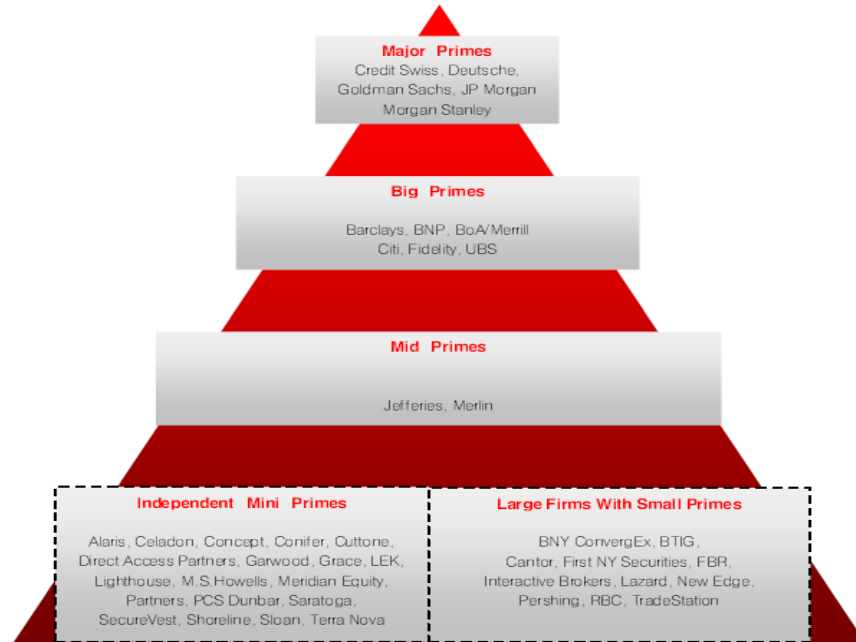 Major Primes
Credit Swiss, Deutsche,
Goldman Sachs, JP Morgan
Morgan Stanley
Big Primes
Barclays, BNP, BoA/Merrill
Citi, Fidelity, UBS
Mid Primes
Jefferies, Merlin
Independent Mini Primes
Alaris, Celadon, Concept, Conifer, Cuttone,
Direct Access Partners, Garwood, Grace, LEK,
Lighthouse, M.S.Howells, Meridian Equity,
Partners, PCS Dunbar, Saratoga,
SecureVest, Shoreline, Sloan, Terra Nova
Large Firms With Small Primes
BNY ConvergEx, BTIG,
Cantor, First NY Securities, FBR,
Interactive Brokers, Lazard, New Edge,
Pershing, RBC, TradeStation